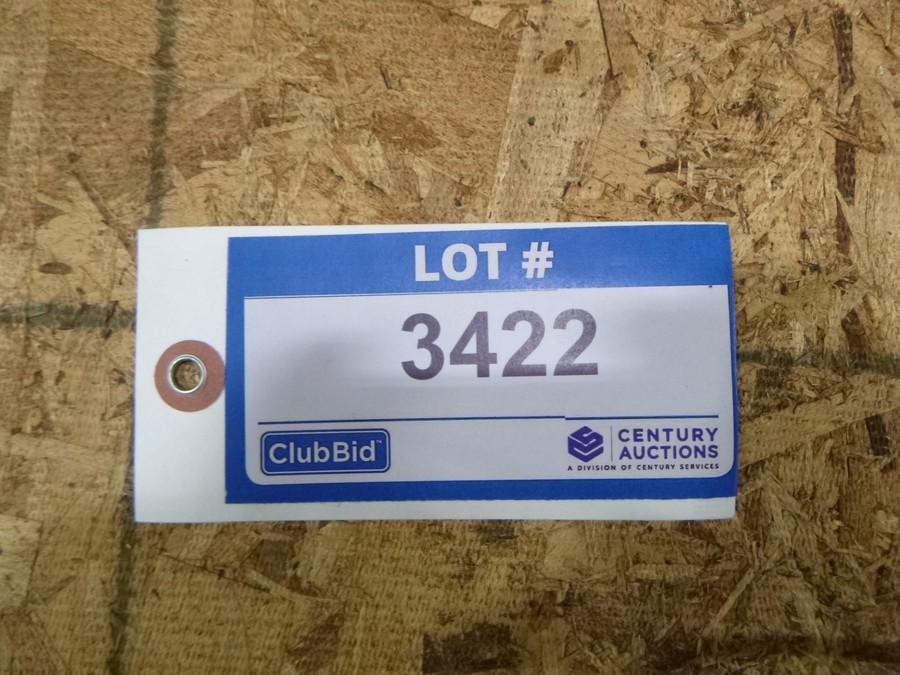 LOT #
3422
ClubBid™
CENTURY
AUCTIONS
A DIVISION OF CENTURY SERVICES